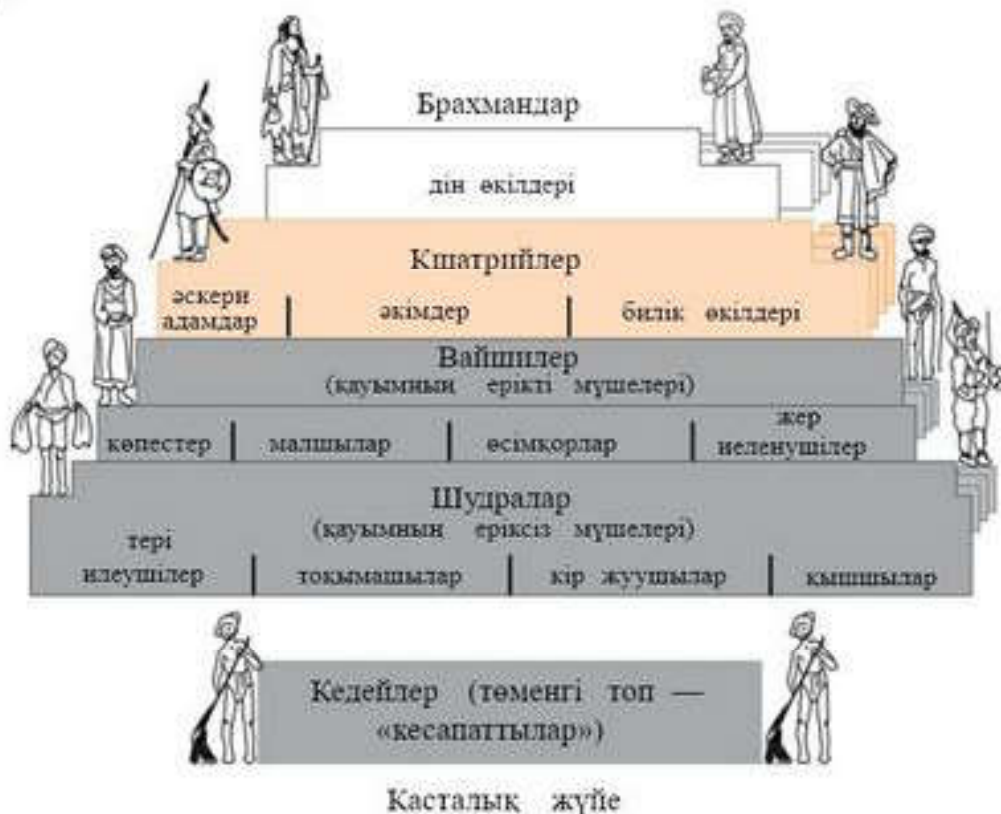 Брахмандар
дін өкілдері
Кшатрийлер
әскери
адамдар
әкімдер
билік өкілдері
Вайшилер
(қауымның ерікті мүшелері)
көпестер
малшылар
өсімқорлар
жер
иеленушілер
Шудралар
(қауымның еріксіз мүшелері)
тері
илеушілер
тоқымашылар
кір жуушылар
қышшылар
Кедейлер (төменгі топ —
«кесапаттылар»)
Касталық жүйе